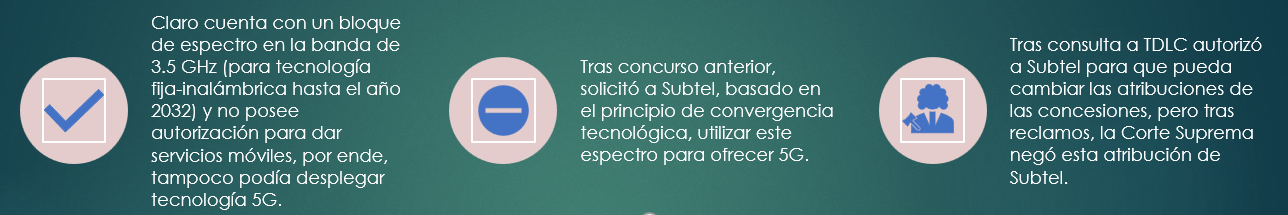 Claro cuenta con un bloque
de espectro en la banda de
3.5 GHz (para tecnología
fija-inalámbrica hasta el año
2032) y no posee
autorización para dar
servicios móviles, por ende,
tampoco podía desplegar
tecnología 5G.
Tras concurso anterior,
solicitó a Subtel, basado en
el principio de convergencia
tecnológica, utilizar este
espectro para ofrecer 5G.
Tras consulta a TDLC autorizó
a Subtel para que pueda
cambiar las atribuciones de
las concesiones, pero tras
reclamos, la Corte Suprema
negó esta atribución de
Subtel.